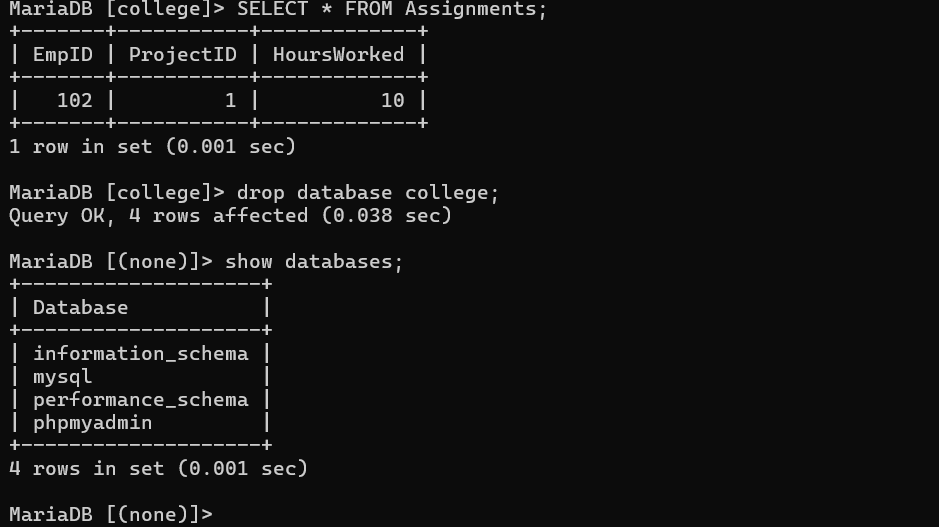 MariaDB [college]> SELECT * FROM Assignments;
+-------+-----------+-------------+
| EmpID | ProjectID | HoursWorked |
+-------+-----------+-------------+
|   102 |         1 |          10 |
+-------+-----------+-------------+
1 row in set (0.001 sec)

MariaDB [college]> drop database college;
Query OK, 4 rows affected (0.038 sec)

MariaDB [(none)]> show databases;
+--------------------+
| Database           |
+--------------------+
| information_schema |
| mysql              |
| performance_schema |
| phpmyadmin         |
+--------------------+
4 rows in set (0.001 sec)

MariaDB [(none)]>